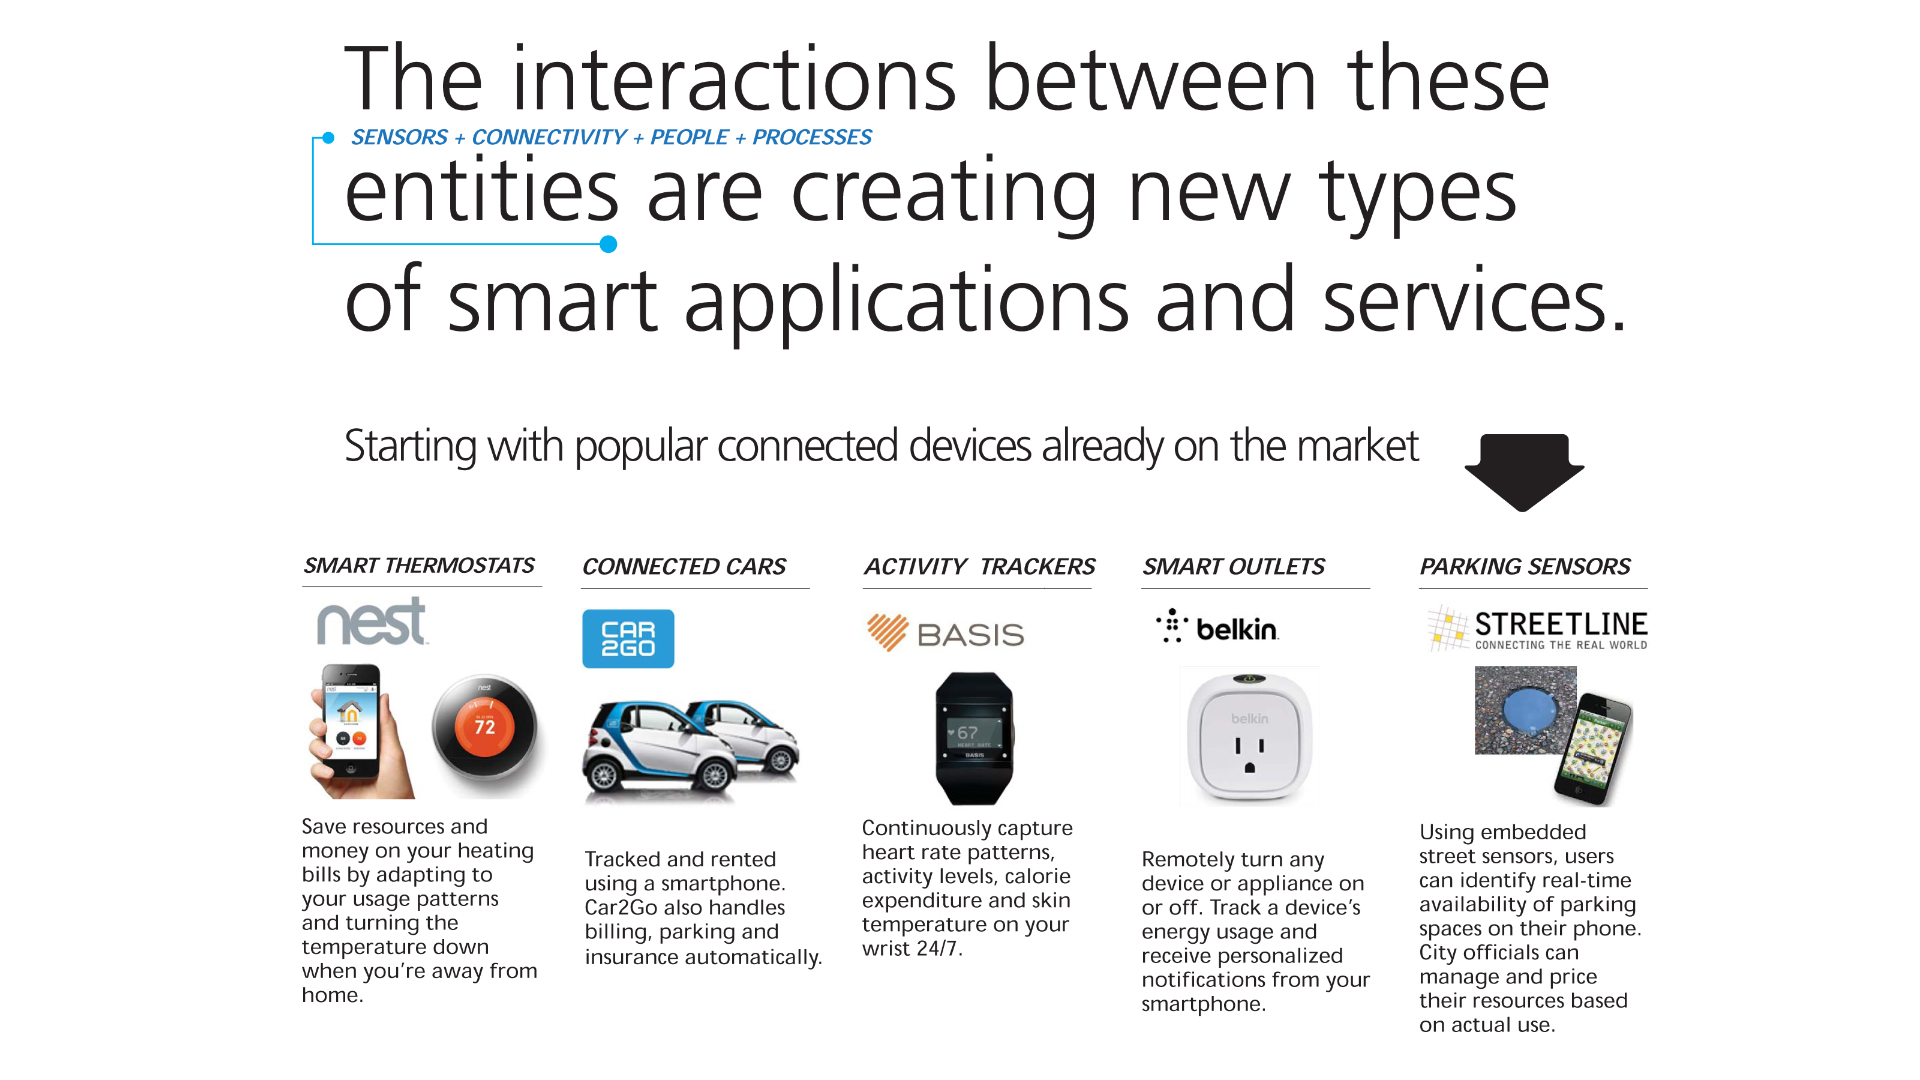 The interactions between these
SENSORS + CONNECTIVITY + PEOPLE + PROCESSES
entities are creating new types
of smart applications and services.
Starting with popular connected devices already on the market
SMART THERMOSTATS
nest
nest
72
Save resources and
money on your heating
bills by adapting to
your usage patterns
and turning the
temperature down
when you're away from
home.
CONNECTED CARS
CAR
2GO
Tracked and rented
using a smartphone.
Car2Go also handles
billing, parking and
insurance automatically.
ACTIVITY TRACKERS
BASIS
67
HEART RATE
BASIS
Continuously capture
heart rate patterns,
activity levels, calorie
expenditure and skin
temperature on your
wrist 24/7.
SMART OUTLETS
belkin
belkin
Remotely turn any
device or appliance on
or off. Track a device's
energy usage and
receive personalized
notifications from your
smartphone.
PARKING SENSORS
STREETLINE
CONNECTING THE REAL WORLD
Using embedded
street sensors, users
can identify real-time
availability of parking
spaces on their phone.
City officials can
manage and price
their resources based
on actual use.